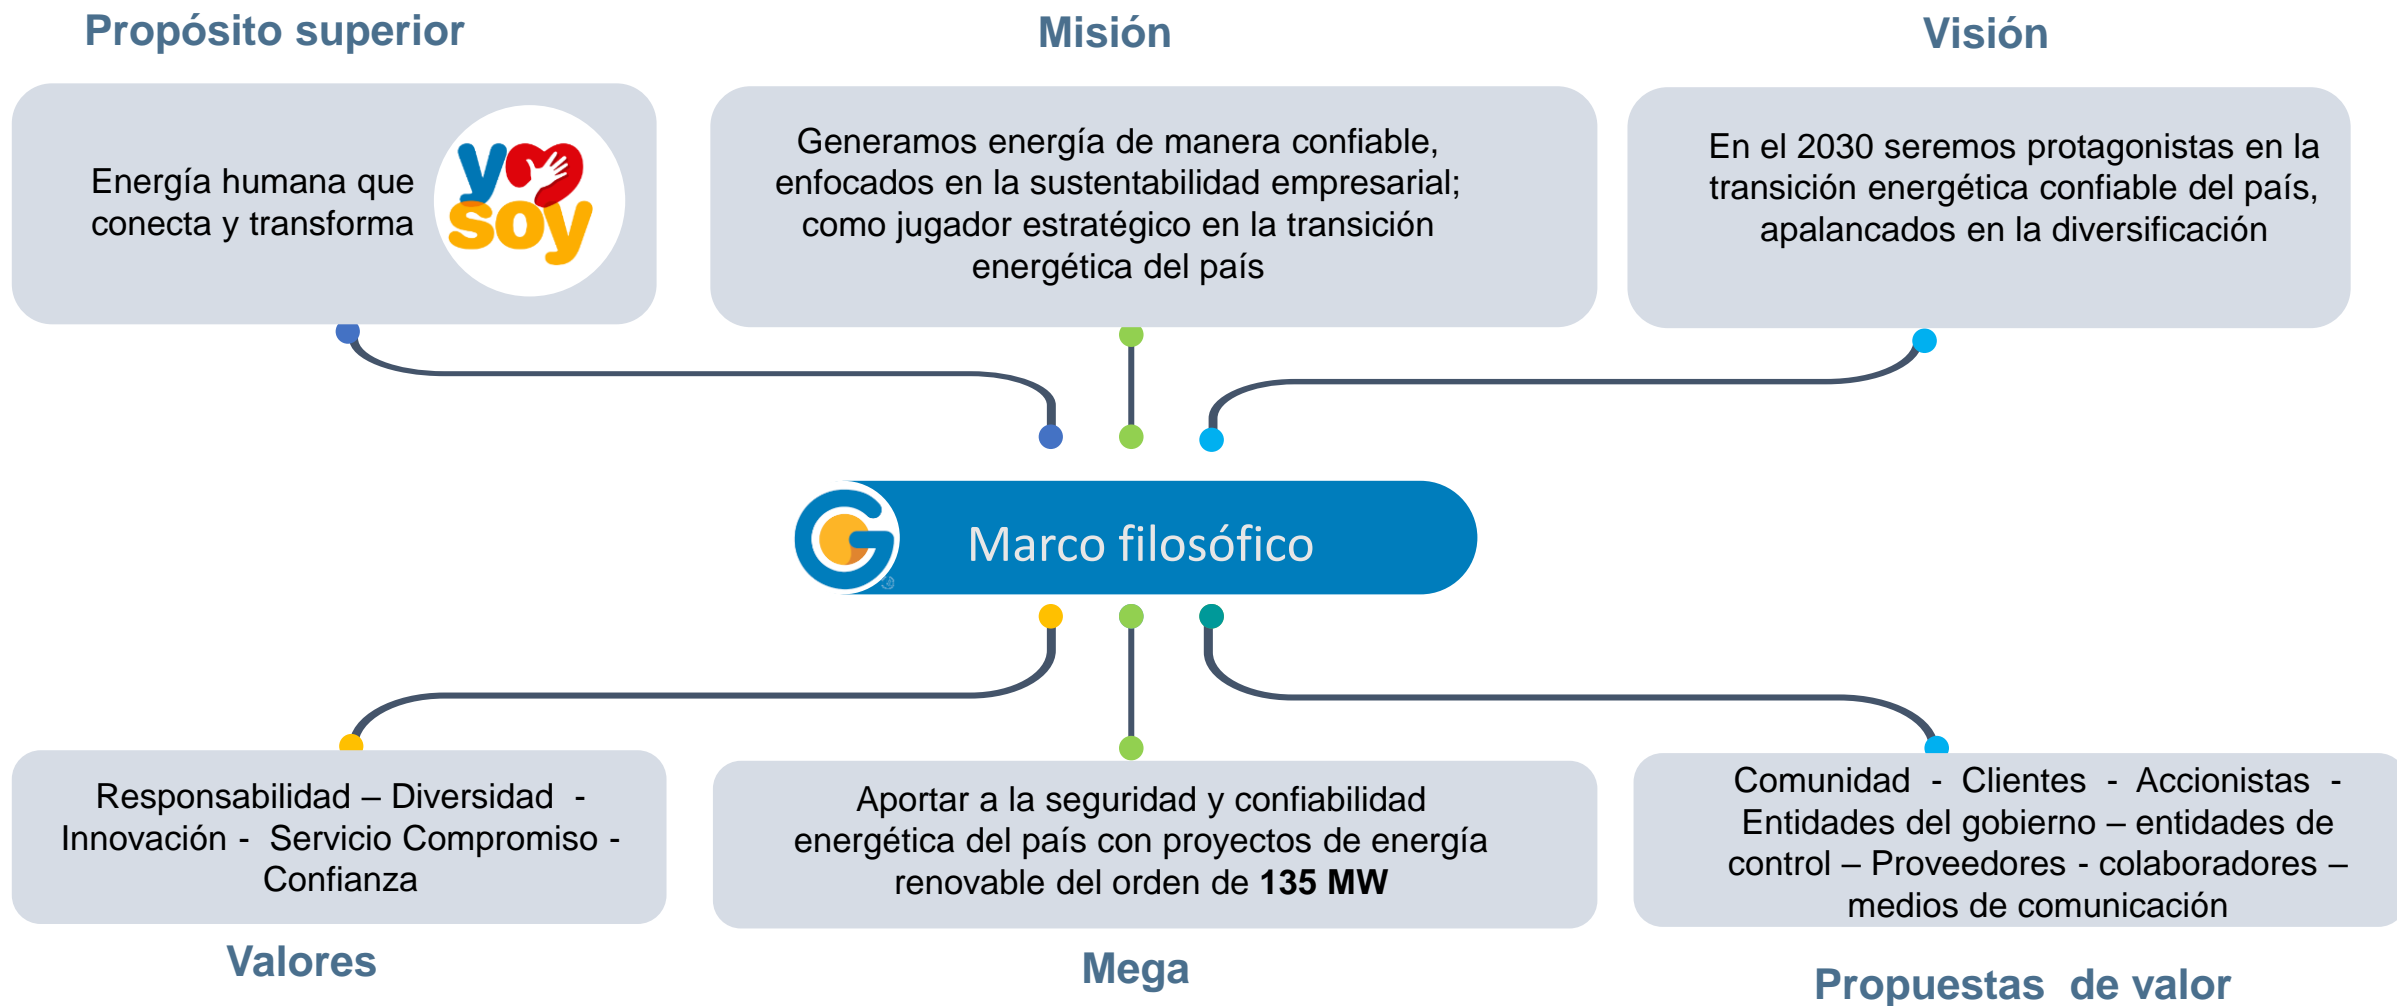 Propósito superior
Misión
Visión
Energía humana que
conecta y transforma
yo
soy
Generamos energía de manera confiable,
enfocados en la sustentabilidad empresarial;
como jugador estratégico en la transición
energética del país
En el 2030 seremos protagonistas en la
transición energética confiable del país,
apalancados en la diversificación
G
Marco filosófico
Responsabilidad – Diversidad -
Innovación - Servicio Compromiso -
Confianza
Aportar a la seguridad y confiabilidad
energética del país con proyectos de energía
renovable del orden de 135 MW
Comunidad - Clientes - Accionistas -
Entidades del gobierno – entidades de
control – Proveedores - colaboradores –
medios de comunicación
Valores
Mega
Propuestas de valor